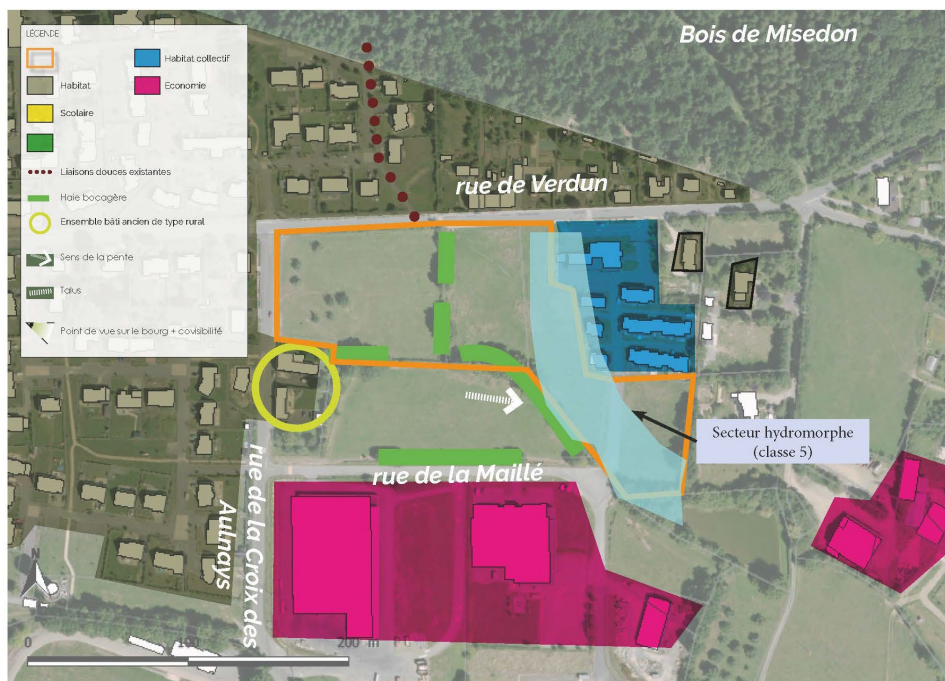 LÉGENDE
Habitat
Scolaire
Habitat collectif
Economie
Liaisons douces existantes
Haie bocagère
Ensemble bâti ancien de type rural
Sens de la pente
Talus
Point de vue sur le bourg + covisibilité
Bois de Misedon
rue de Verdun
Secteur hydromorphe
(classe 5)
rue de la Maillé
rue de la Croix des
Aulnays
N
0 100 200 m